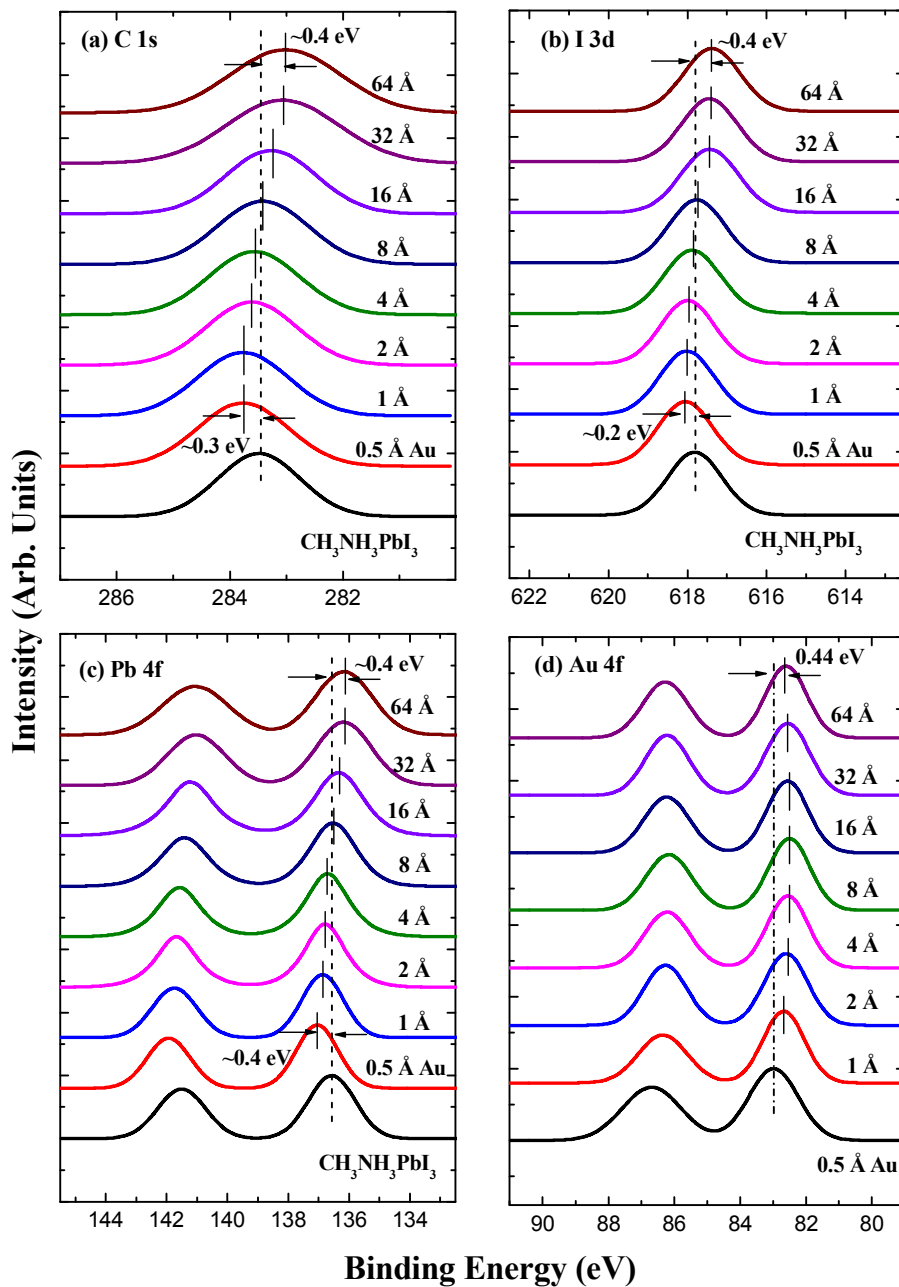 (a) C 1s
~0.4 eV
64 Å
32 Å
16 Å
8 Å
4 Å
2 Å
1 Å
~0.3 eV
0.5 Å Au
CH₃NH₃PbI₃
286 284 282
(b) I 3d
~0.4 eV
64 Å
32 Å
16 Å
8 Å
4 Å
2 Å
1 Å
~0.2 eV
0.5 Å Au
CH₃NH₃PbI₃
622 620 618 616 614
Intensity (Arb. Units)
(c) Pb 4f
~0.4 eV
64 Å
32 Å
16 Å
8 Å
4 Å
2 Å
1 Å
~0.4 eV
0.5 Å Au
CH₃NH₃PbI₃
144 142 140 138 136 134
(d) Au 4f
0.44 eV
64 Å
32 Å
16 Å
8 Å
4 Å
2 Å
1 Å
0.5 Å Au
90 88 86 84 82 80
Binding Energy (eV)